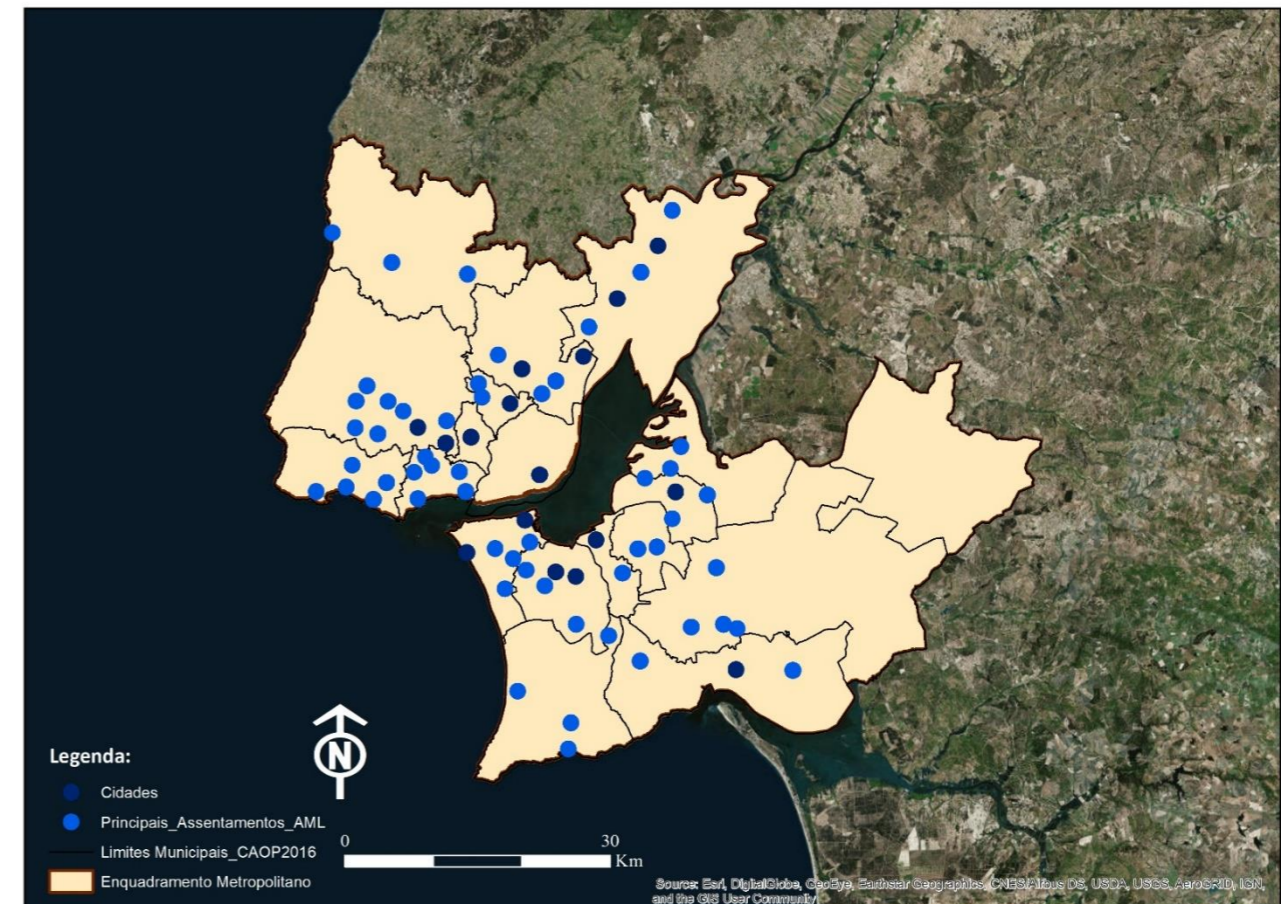 N
Legenda:
Cidades
Principais_Assentamentos_AML
Limites Municipais_CAOP2016
Enquadramento Metropolitano
0 30
Km
Source: Esri, DigitalGlobe, GeoEye, Earthstar Geographics, CNES/Airbus DS, USDA, USGS, AeroGRID, IGN,
and the GIS User Community